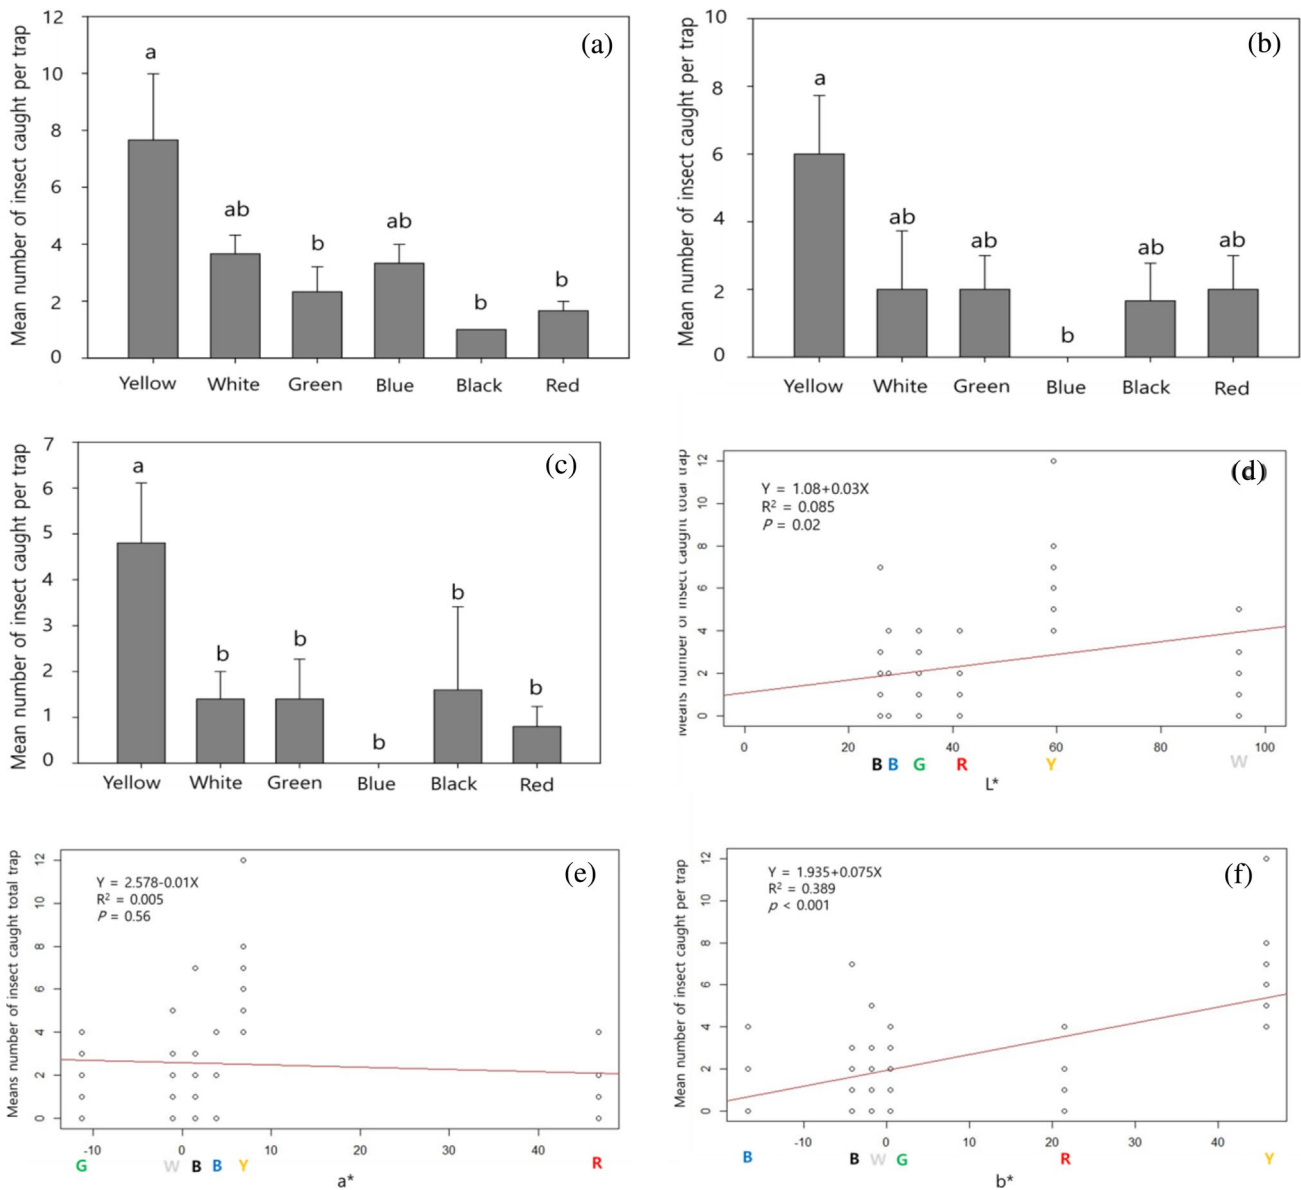 (a)
Mean number of insect caught per trap
12
10
8
6
4
2
0
a
ab
b
ab
b
b
Yellow White Green Blue Black Red
(b)
Mean number of insect caught per trap
10
8
6
4
2
0
a
ab
ab
b
ab
ab
Yellow White Green Blue Black Red
(c)
Mean number of insect caught per trap
7
6
5
4
3
2
1
0
a
b
b
b
b
b
Yellow White Green Blue Black Red
(d)
Means number of insect caught total trap
12
10
8
6
4
2
0
Y = 1.08+0.03X
R² = 0.085
P = 0.02
0 20 40 60 80 100
B B G R Y W
L*
(e)
Means number of insect caught total trap
12
10
8
6
4
2
0
Y = 2.578-0.01X
R² = 0.005
P = 0.56
-10 0 10 20 30 40
G W B B Y R
a*
(f)
Mean number of insect caught per trap
12
10
8
6
4
2
0
Y = 1.935+0.075X
R² = 0.389
p < 0.001
-10 0 10 20 30 40
B B W G R Y
b*